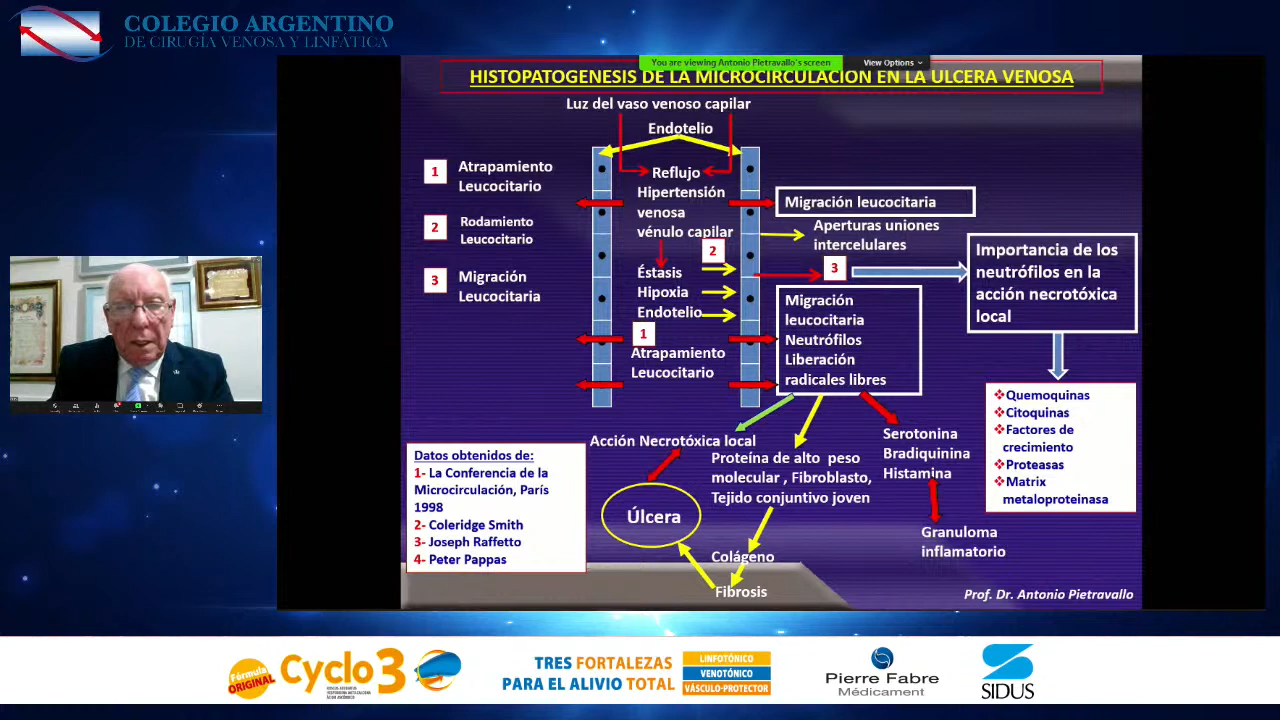 COLEGIO ARGENTINO
DE CIRUGÍA VENOSA Y LINFÁTICA
You are viewing Antonio Pietravallo's screen
View Options
HISTOPATOGENESIS DE LA MICROCIRCULACION EN LA ULCERA VENOSA
Luz del vaso venoso capilar
Endotelio
1
Atrapamiento
Leucocitario
2
Rodamiento
Leucocitario
3
Migración
Leucocitaria
Reflujo
Hipertensión
venosa
vénulo capilar
2
Éstasis
Hipoxia
Endotelio
1
Atrapamiento
Leucocitario
Migración leucocitaria
Aperturas uniones
intercelulares
3
Migración
leucocitaria
Neutrófilos
Liberación
radicales libres
Importancia de los
neutrófilos en la
acción necrotóxica
local
❖Quemoquinas
❖Citoquinas
❖Factores de
crecimiento
❖Proteasas
❖Matrix
metaloproteinasa
Acción Necrotóxica local
Proteína de alto peso
molecular , Fibroblasto,
Tejido conjuntivo joven
Serotonina
Bradiquinina
Histamina
Granuloma
inflamatorio
Úlcera
Colágeno
Fibrosis
Datos obtenidos de:
1- La Conferencia de la
Microcirculación, París
1998
2- Coleridge Smith
3- Joseph Raffetto
4- Peter Pappas
Prof. Dr. Antonio Pietravallo
Fórmula
ORIGINAL
Cyclo 3
TRES FORTALEZAS
PARA EL ALIVIO TOTAL
LINFOTÓNICO
VENOTÓNICO
VÁSCULO-PROTECTOR
Pierre Fabre
Médicament
SIDUS